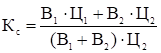 Кс = (В1 · Ц1 + В2 · Ц2) / ((В1 + В2) · Ц2)